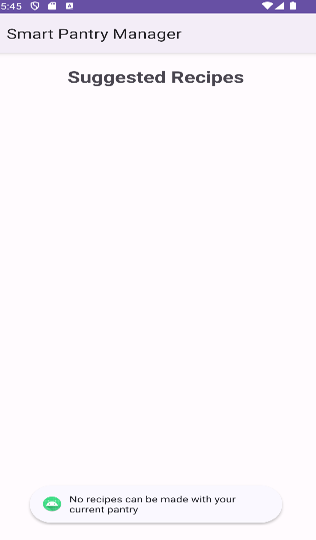 5:45
Smart Pantry Manager
Suggested Recipes
No recipes can be made with your
current pantry